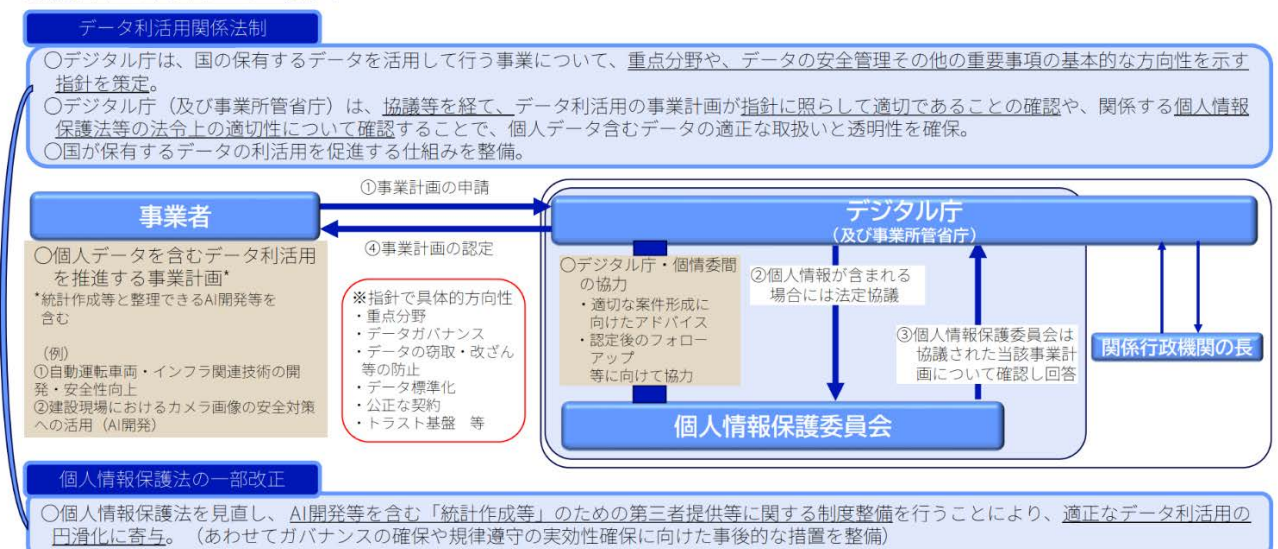 データ利活用関係法制
○デジタル庁は、国の保有するデータを活用して行う事業について、重点分野や、データの安全管理その他の重要事項の基本的な方向性を示す
指針を策定。
○デジタル庁（及び事業所管省庁）は、協議等を経て、データ利活用の事業計画が指針に照らして適切であることの確認や、関係する個人情報
保護法等の法令上の適切性について確認することで、個人データ含むデータの適正な取扱いと透明性を確保。
○国が保有するデータの利活用を促進する仕組みを整備。
①事業計画の申請
事業者
デジタル庁
（及び事業所管省庁）
④事業計画の認定
○個人データを含むデータ利活用
を推進する事業計画*
*統計作成等と整理できるAI開発等を
含む
（例）
①自動運転車両・インフラ関連技術の開
発・安全性向上
②建設現場におけるカメラ画像の安全対策
への活用（AI開発）
※指針で具体的方向性
・重点分野
・データガバナンス
・データの窃取・改ざん
等の防止
・データ標準化
・公正な契約
・トラスト基盤　等
○デジタル庁・個情委間
の協力
・適切な案件形成に
向けたアドバイス
・認定後のフォロー
アップ
等に向けて協力
②個人情報が含まれる
場合には法定協議
③個人情報保護委員会は
協議された当該事業計
画について確認し回答
関係行政機関の長
個人情報保護委員会
個人情報保護法の一部改正
○個人情報保護法を見直し、AI開発等を含む「統計作成等」のための第三者提供等に関する制度整備を行うことにより、適正なデータ利活用の
円滑化に寄与。（あわせてガバナンスの確保や規律遵守の実効性確保に向けた事後的な措置を整備）